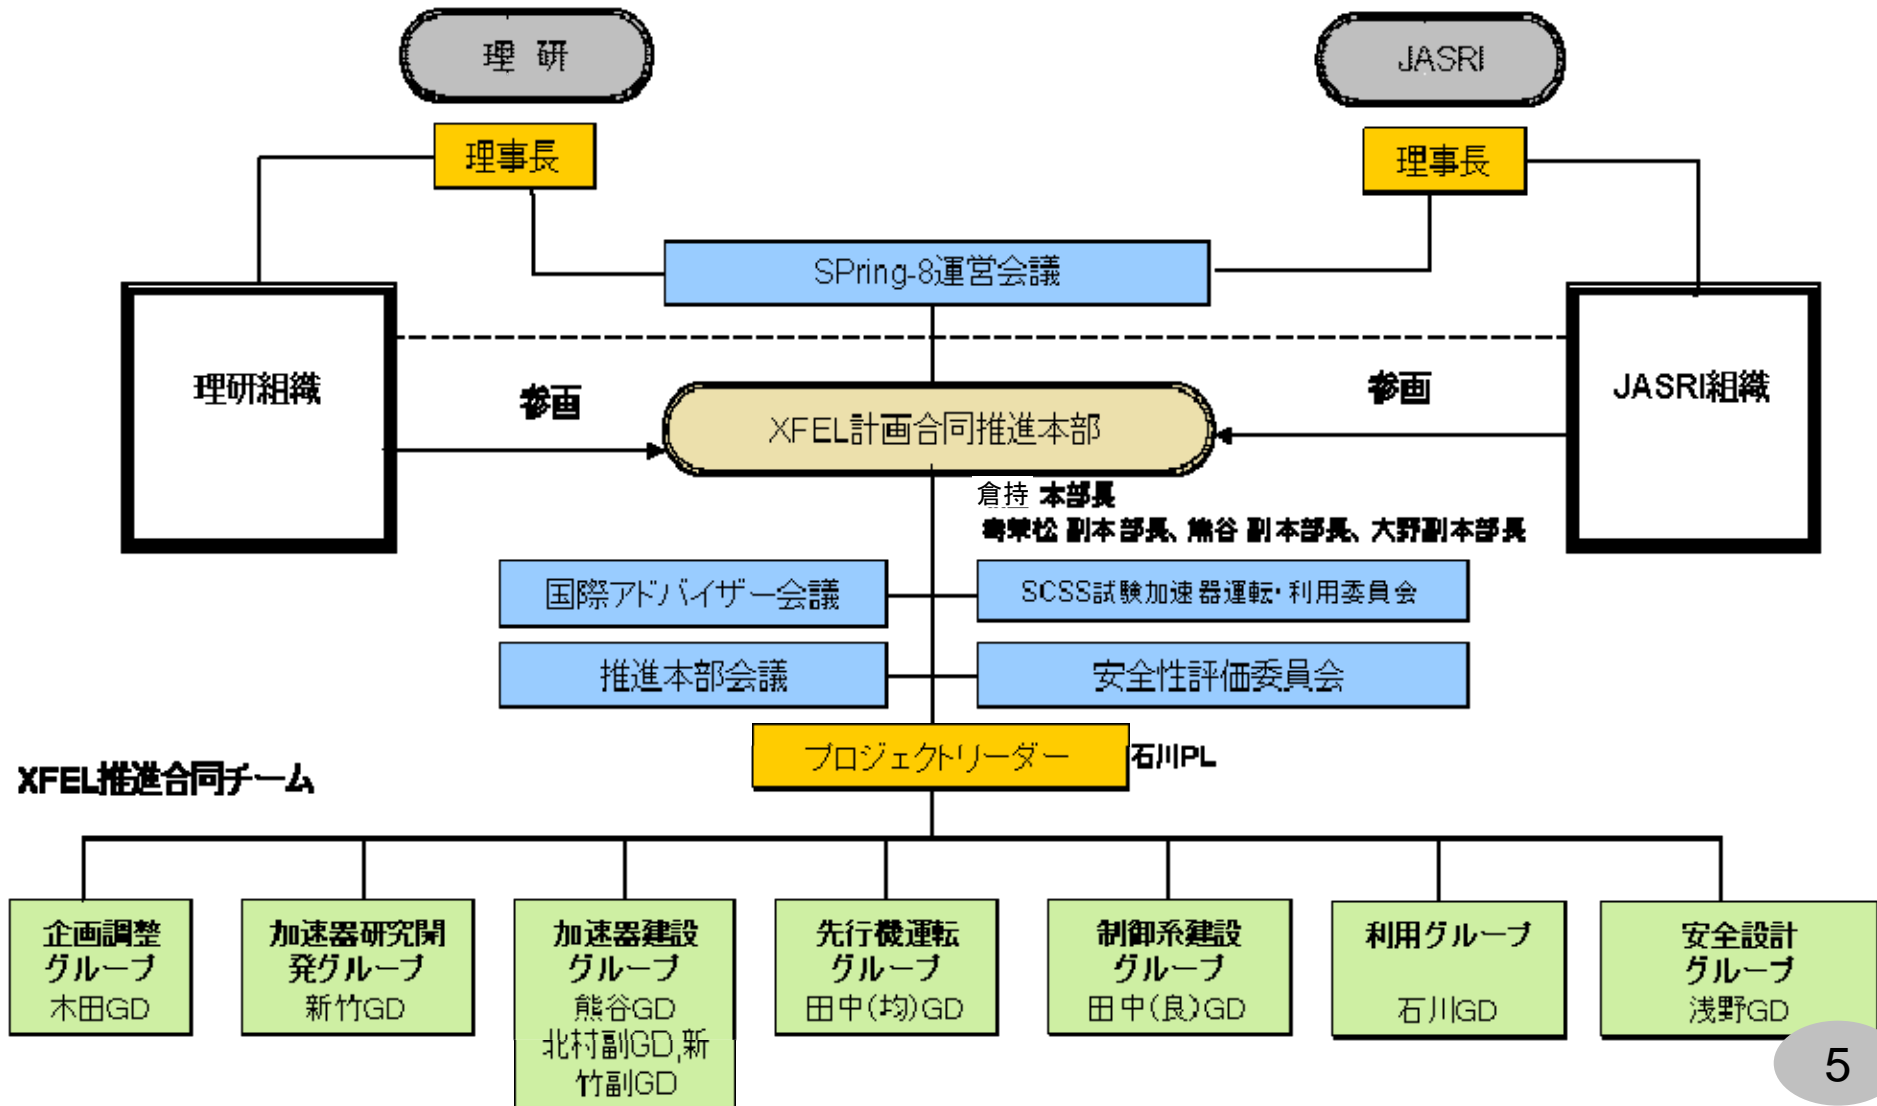 理 研
JASRI
理事長
理事長
SPring-8運営会議
理研組織
参画
XFEL計画合同推進本部
参画
JASRI組織
倉持 本部長
壽榮松 副本部長、熊谷 副本部長、大野副本部長
国際アドバイザー会議
SCSS試験加速器運転・利用委員会
推進本部会議
安全性評価委員会
プロジェクトリーダー
石川PL
XFEL推進合同チーム
企画調整
グループ
木田GD
加速器研究開
発グループ
新竹GD
加速器建設
グループ
熊谷GD
北村副GD,新
竹副GD
先行機運転
グループ
田中(均)GD
制御系建設
グループ
田中(良)GD
利用グループ
石川GD
安全設計
グループ
浅野GD
5